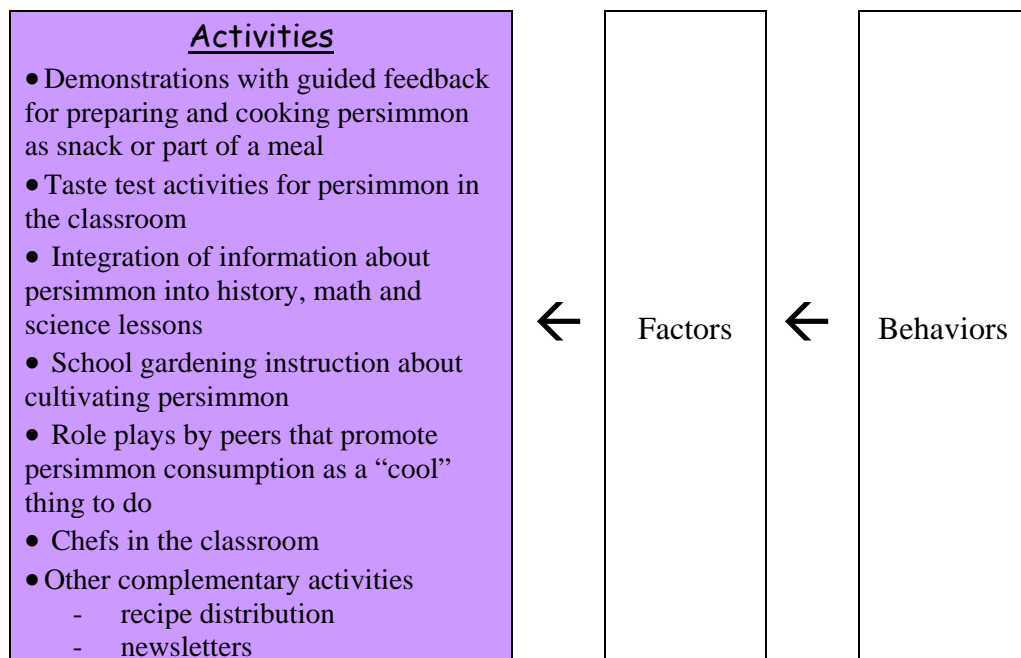 Activities
• Demonstrations with guided feedback
for preparing and cooking persimmon
as snack or part of a meal
• Taste test activities for persimmon in
the classroom
• Integration of information about
persimmon into history, math and
science lessons
• School gardening instruction about
cultivating persimmon
• Role plays by peers that promote
persimmon consumption as a “cool”
thing to do
• Chefs in the classroom
• Other complementary activities
- recipe distribution
- newsletters
←
Factors
←
Behaviors